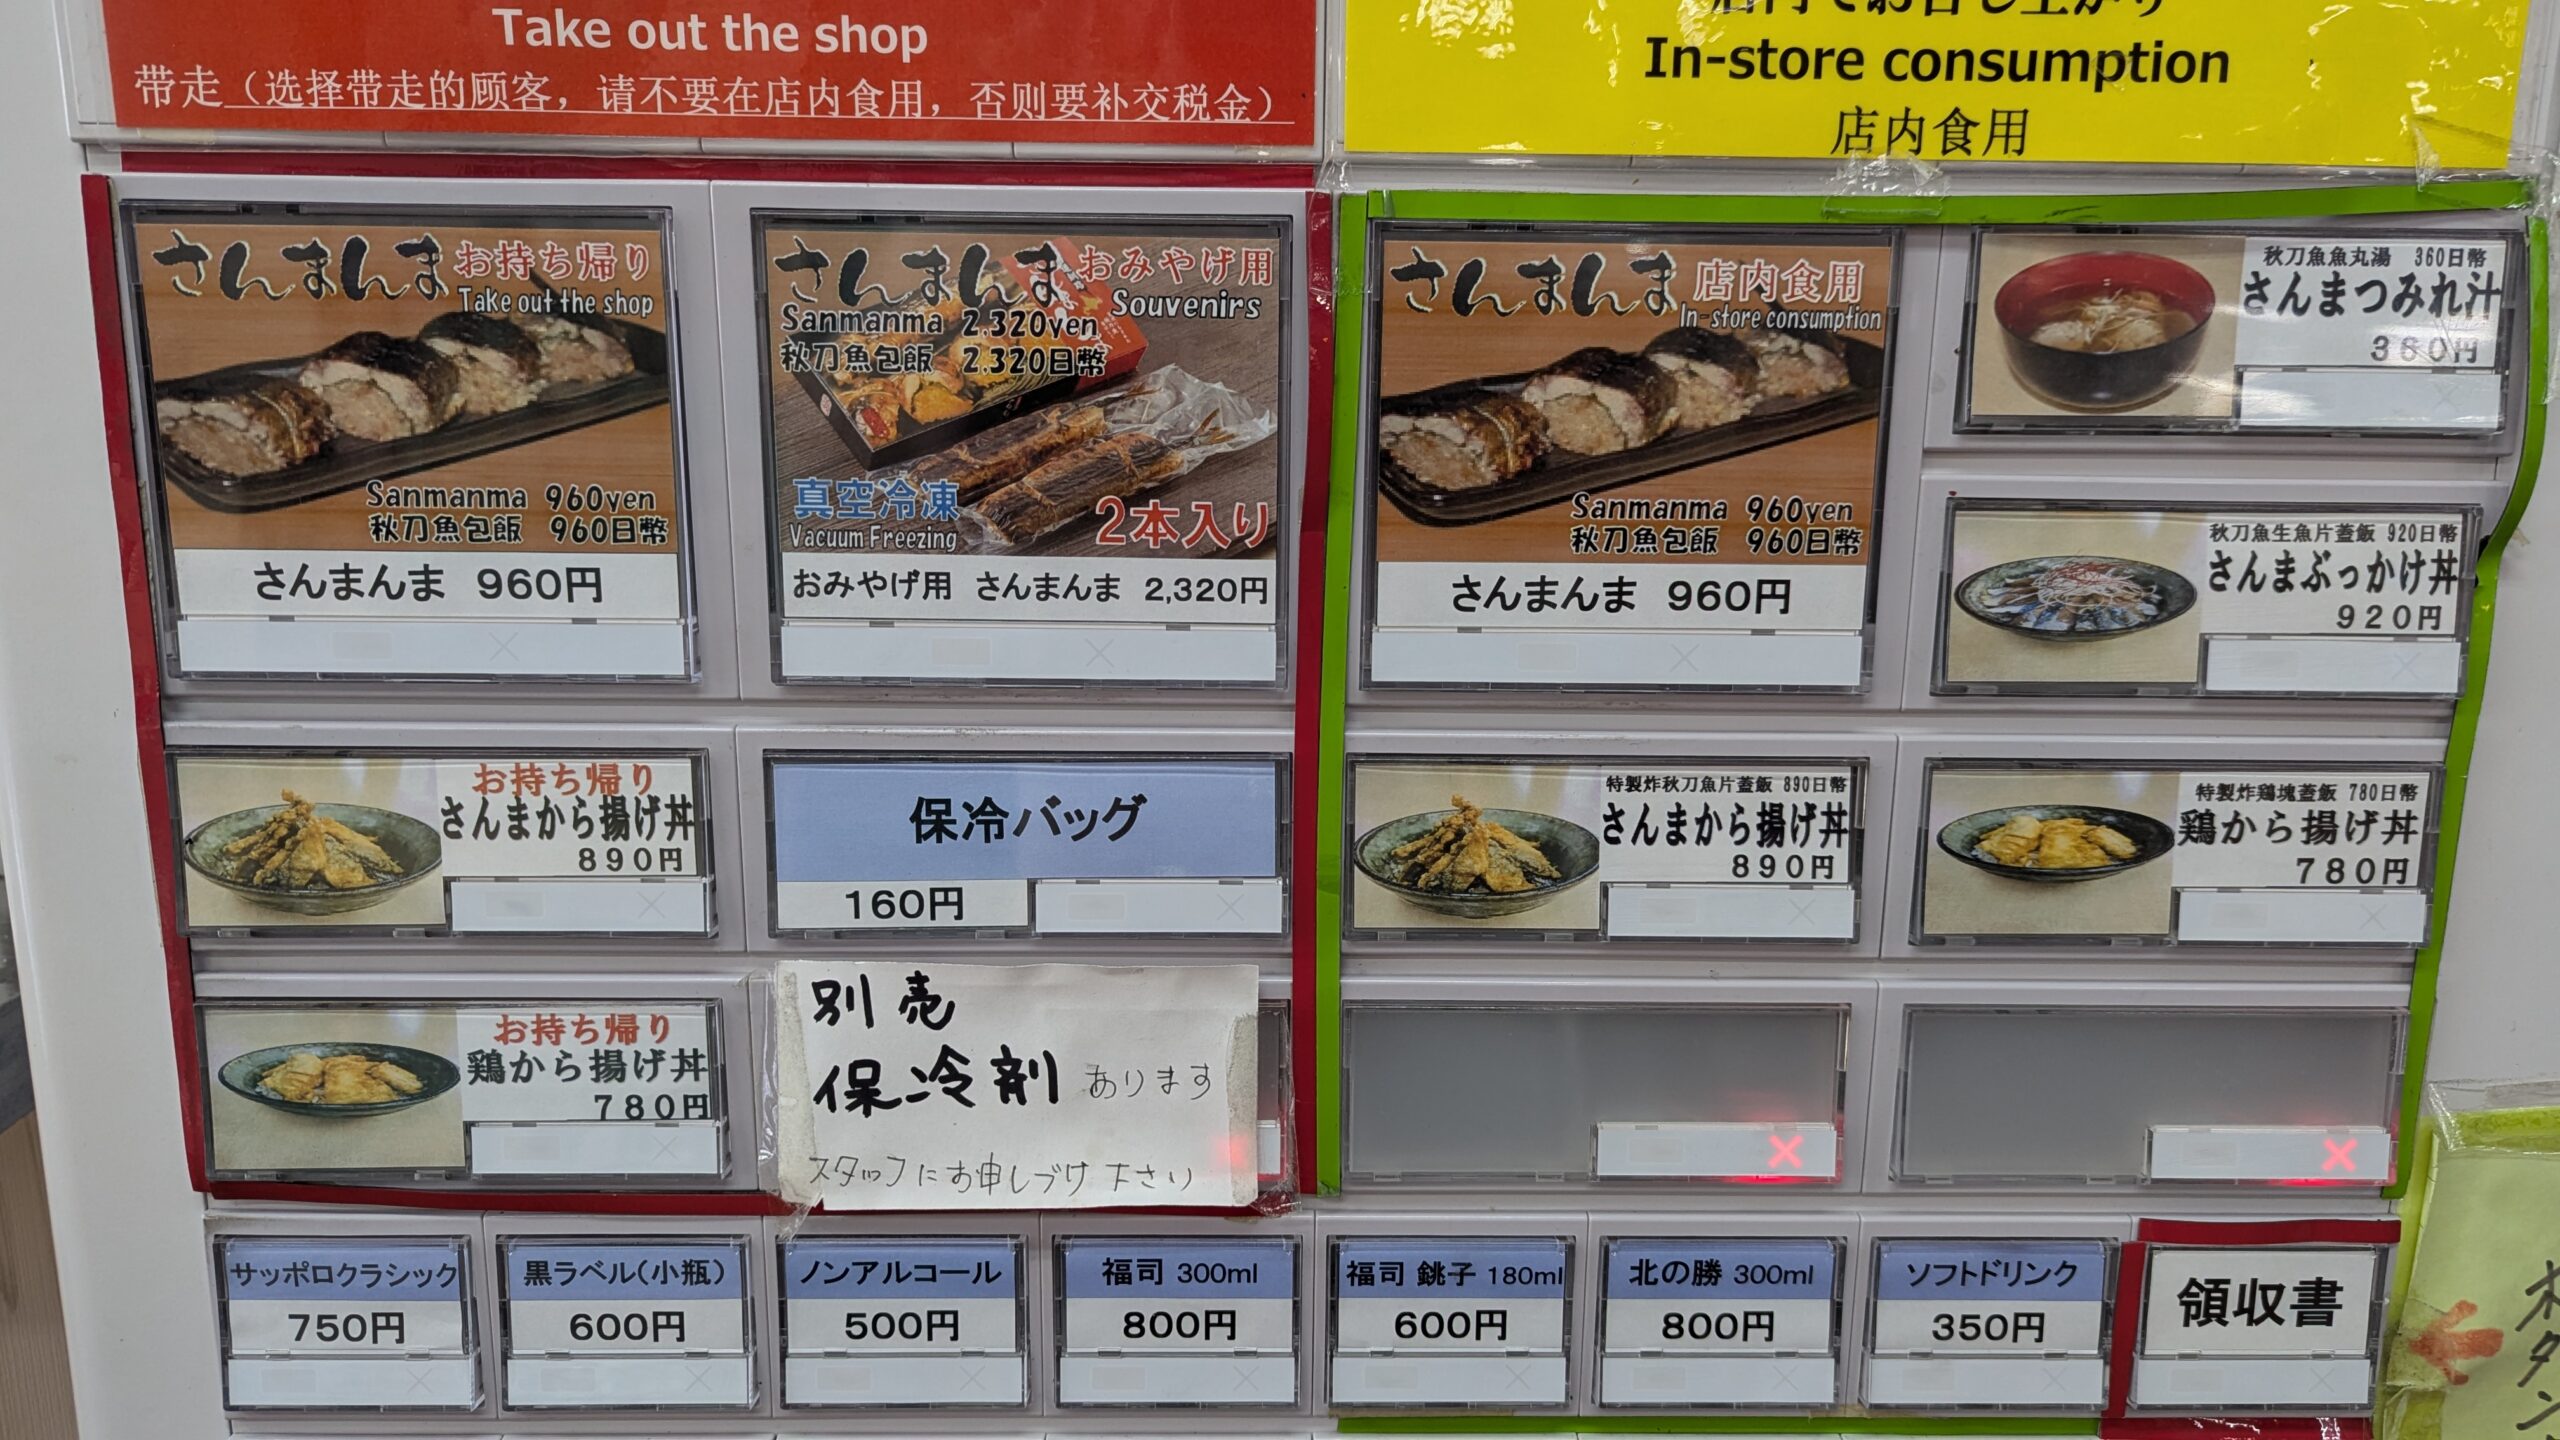 Take out the shop
带走（选择带走的顾客，请不要在店内食用，否则要补交税金）
店内でお召し上がり
In-store consumption
店内食用
さんまんま お持ち帰り
Take out the shop
Sanmanma 960yen
秋刀魚包飯 960日幣
さんまんま 960円
さんまんま おみやげ用
Souvenirs
Sanmanma 2.320yen
秋刀魚包飯 2.320日幣
真空冷凍
Vacuum Freezing
2本入り
おみやげ用 さんまんま 2,320円
さんまんま 店内食用
In-store consumption
Sanmanma 960yen
秋刀魚包飯 960日幣
さんまんま 960円
秋刀魚魚丸湯 360日幣
さんまつみれ汁
360円
秋刀魚生魚片蓋飯 920日幣
さんまぶっかけ丼
920円
お持ち帰り
さんまから揚げ丼
890円
保冷バッグ
160円
特製炸秋刀魚片蓋飯 890日幣
さんまから揚げ丼
890円
特製炸鶏塊蓋飯 780日幣
鶏から揚げ丼
780円
お持ち帰り
鶏から揚げ丼
780円
別売
保冷剤 あります
スタッフにお申しづけ下さい
サッポロクラシック
750円
黒ラベル(小瓶)
600円
ノンアルコール
500円
福司 300ml
800円
福司 銚子 180ml
600円
北の勝 300ml
800円
ソフトドリンク
350円
領収書
ボタン